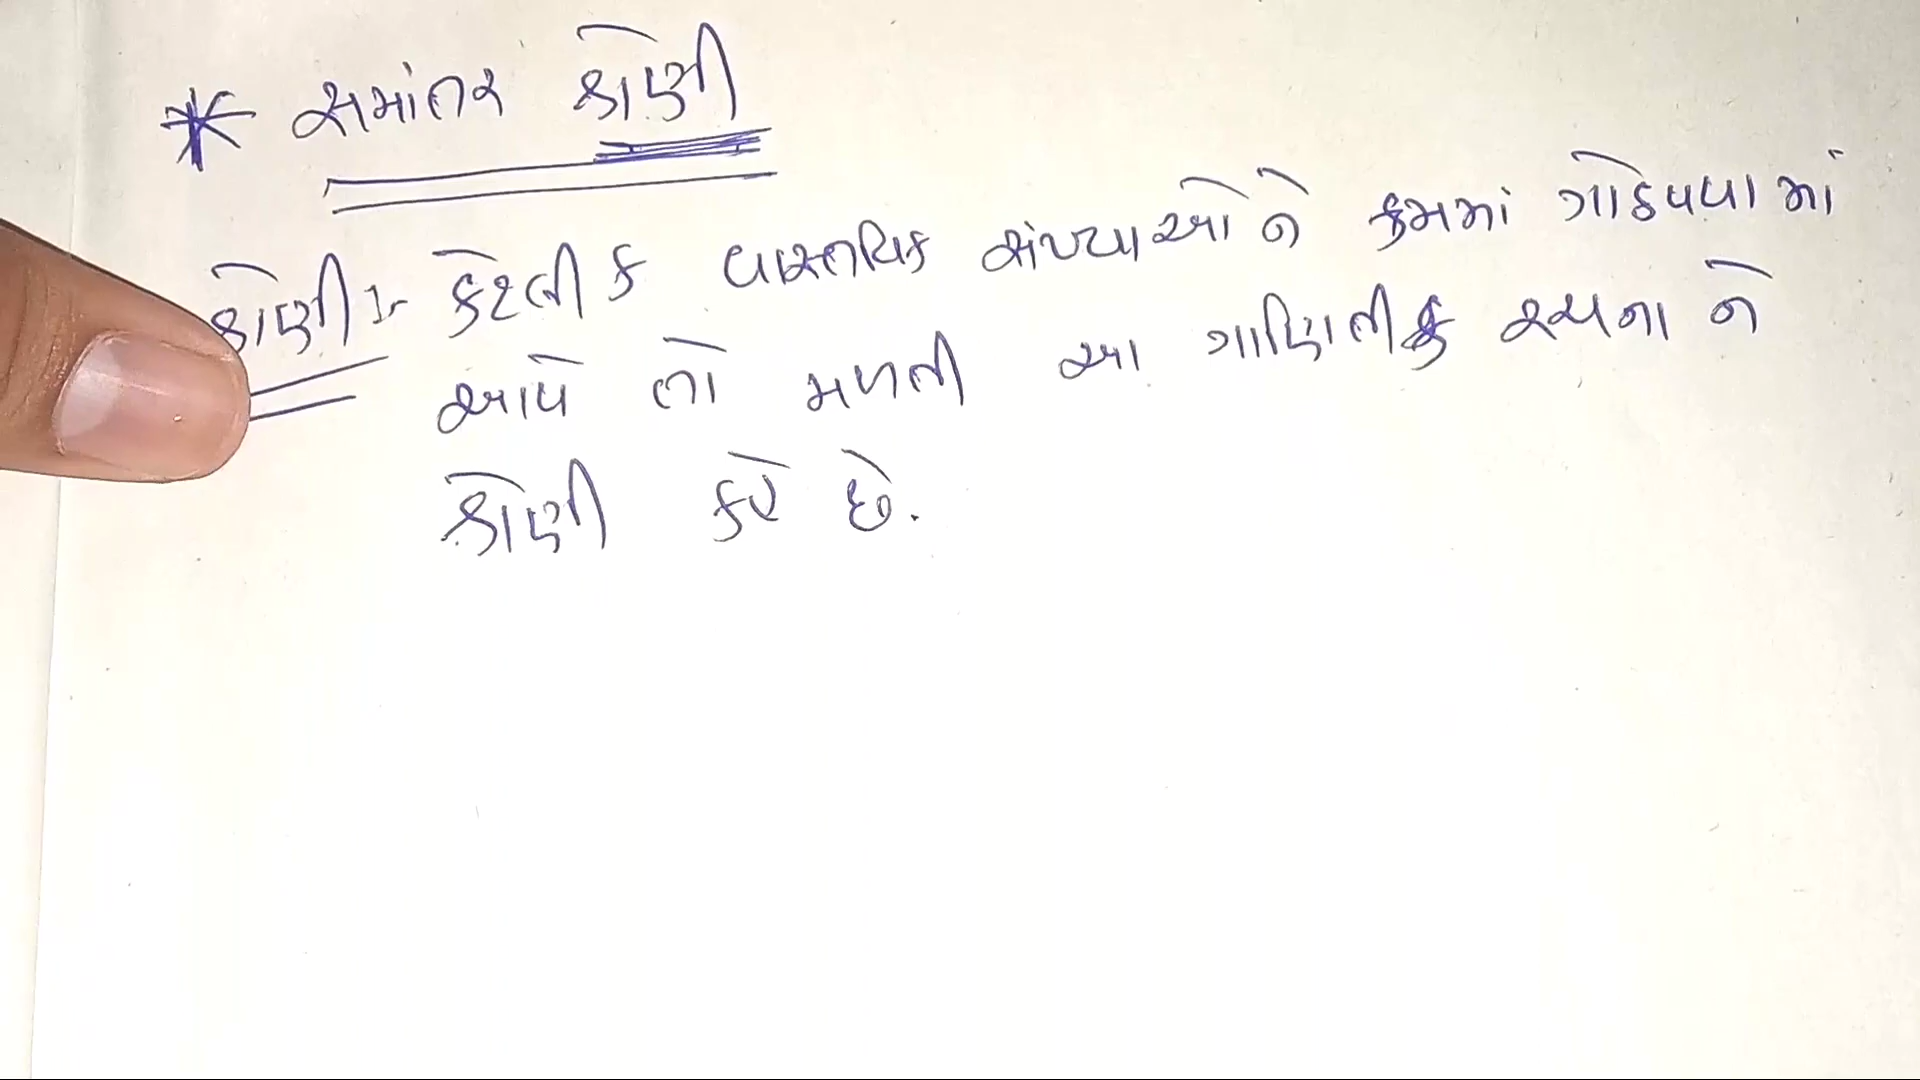 * સમાંતર શ્રેણી
શ્રેણી :- કેટલીક વાસ્તવિક સંખ્યાઓને ક્રમમાં ગોઠવવામાં
આવે તો મળતી આ ગાણિતીક રચના ને
શ્રેણી કહે છે.